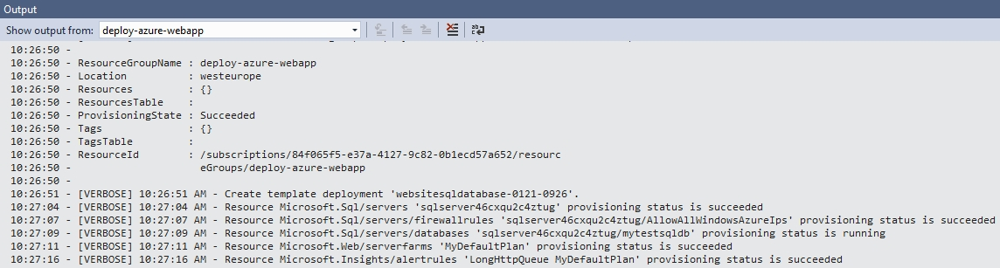 Output
Show output from: deploy-azure-webapp
10:26:50 -
10:26:50 - ResourceGroupName : deploy-azure-webapp
10:26:50 - Location          : westeurope
10:26:50 - Resources         : {}
10:26:50 - ResourcesTable    :
10:26:50 - ProvisioningState : Succeeded
10:26:50 - Tags              : {}
10:26:50 - TagsTable         :
10:26:50 - ResourceId        : /subscriptions/84f065f5-e37a-4127-9c82-0b1ecd57a652/resourc
10:26:50 -                     eGroups/deploy-azure-webapp
10:26:50 -
10:26:51 - [VERBOSE] 10:26:51 AM - Create template deployment 'websitesqldatabase-0121-0926'.
10:27:04 - [VERBOSE] 10:27:04 AM - Resource Microsoft.Sql/servers 'sqlserver46cxqu2c4ztug' provisioning status is succeeded
10:27:07 - [VERBOSE] 10:27:07 AM - Resource Microsoft.Sql/servers/firewallrules 'sqlserver46cxqu2c4ztug/AllowAllWindowsAzureIps' provisioning status is succeeded
10:27:09 - [VERBOSE] 10:27:09 AM - Resource Microsoft.Sql/servers/databases 'sqlserver46cxqu2c4ztug/mytestsqldb' provisioning status is running
10:27:11 - [VERBOSE] 10:27:11 AM - Resource Microsoft.Web/serverfarms 'MyDefaultPlan' provisioning status is succeeded
10:27:16 - [VERBOSE] 10:27:16 AM - Resource Microsoft.Insights/alertrules 'LongHttpQueue MyDefaultPlan' provisioning status is succeeded